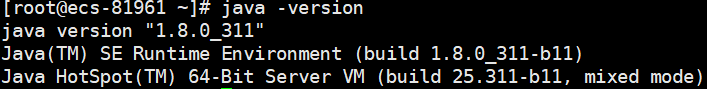 [root@ecs-81961 ~]# java -version
java version "1.8.0_311"
Java(TM) SE Runtime Environment (build 1.8.0_311-b11)
Java HotSpot(TM) 64-Bit Server VM (build 25.311-b11, mixed mode)